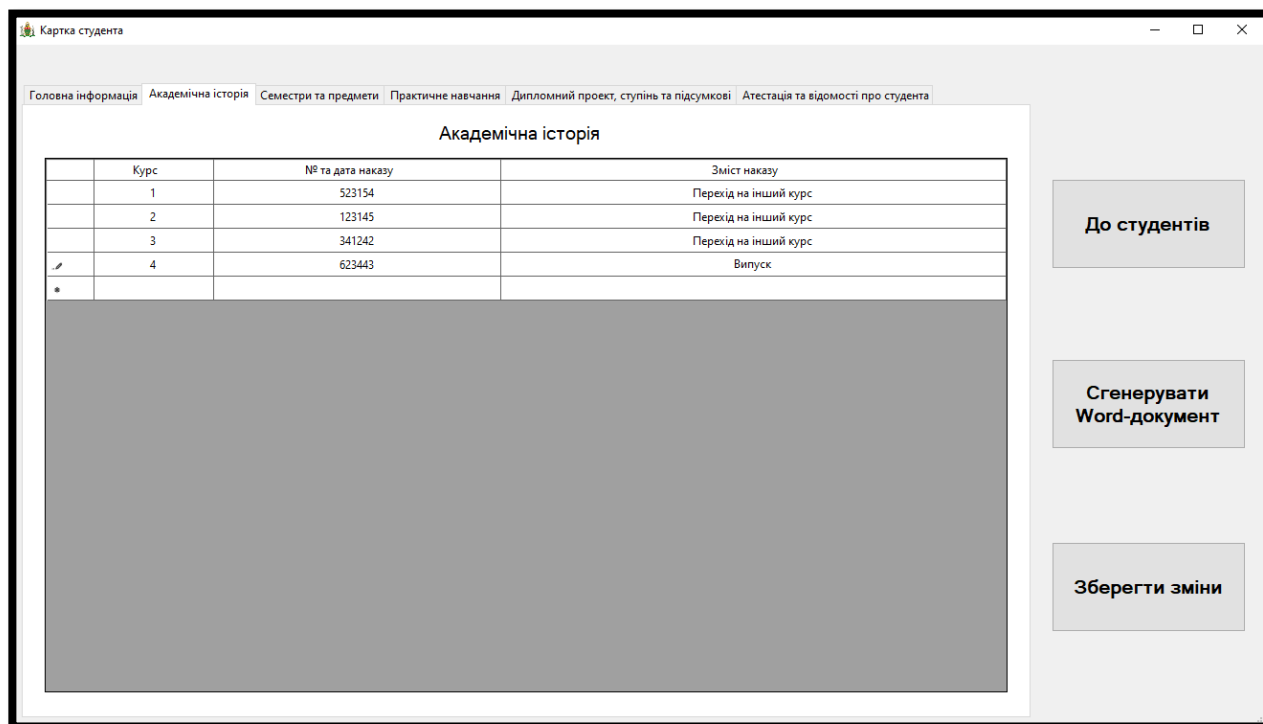 Картка студента
Головна інформація Академічна історія Семестри та предмети Практичне навчання Дипломний проект, ступінь та підсумкові Атестація та відомості про студента
Академічна історія
Курс № та дата наказу Зміст наказу
1 523154 Перехід на інший курс
2 123145 Перехід на інший курс
3 341242 Перехід на інший курс
4 623443 Випуск
До студентів
Сгенерувати
Word-документ
Зберегти зміни